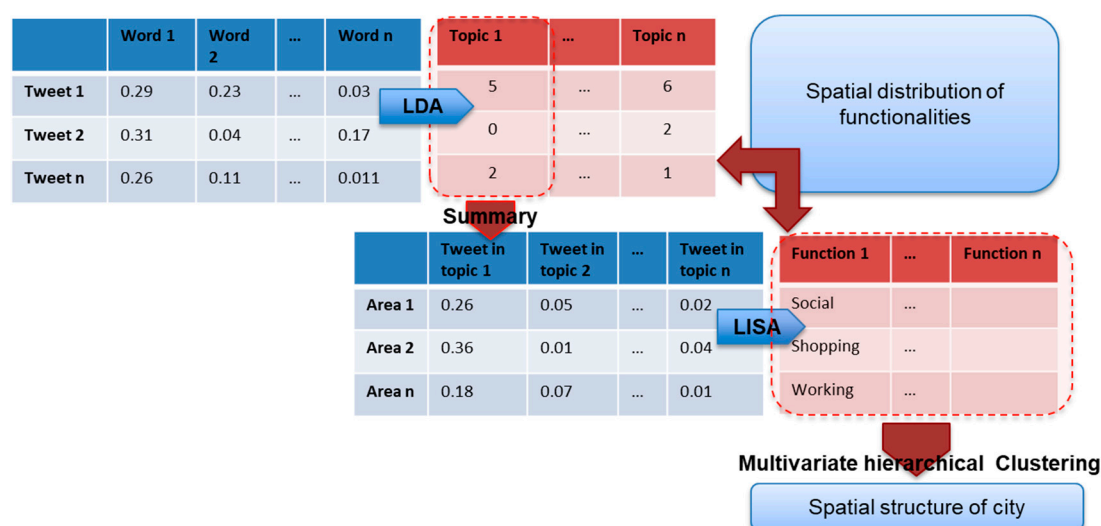 Word 1 Word 2 ... Word n
Tweet 1 0.29 0.23 ... 0.03
Tweet 2 0.31 0.04 ... 0.17
Tweet n 0.26 0.11 ... 0.011
LDA
Topic 1 ... Topic n
5 ... 6
0 ... 2
2 ... 1
Spatial distribution of
functionalities
Summary
Tweet in topic 1 Tweet in topic 2 ... Tweet in topic n
Area 1 0.26 0.05 ... 0.02
Area 2 0.36 0.01 ... 0.04
Area n 0.18 0.07 ... 0.01
LISA
Function 1 ... Function n
Social ...
Shopping ...
Working ...
Multivariate hierarchical Clustering
Spatial structure of city